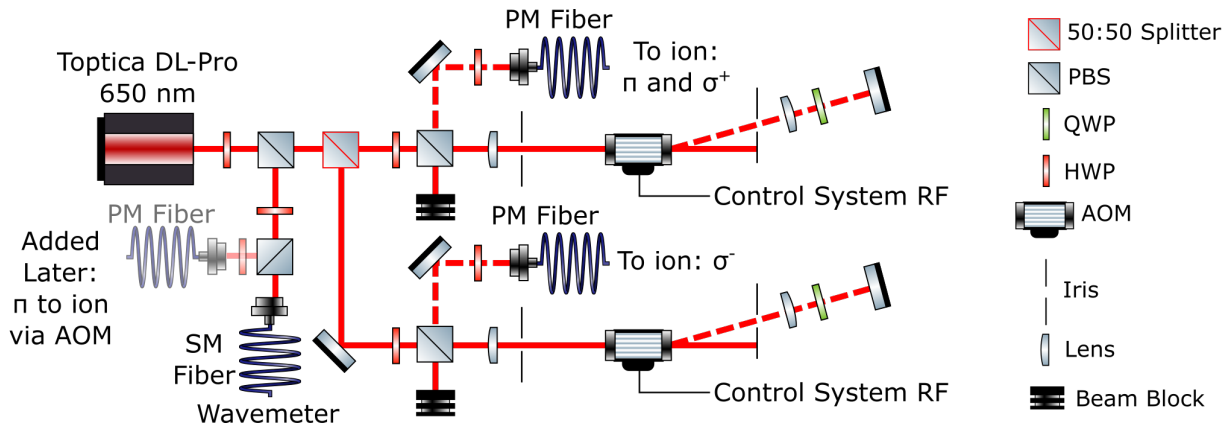 Toptica DL-Pro
650 nm
PM Fiber
To ion:
π and σ+
Control System RF
PM Fiber
Added
Later:
π to ion
via AOM
SM
Fiber
Wavemeter
PM Fiber
To ion: σ-
Control System RF
50:50 Splitter
PBS
QWP
HWP
AOM
Iris
Lens
Beam Block